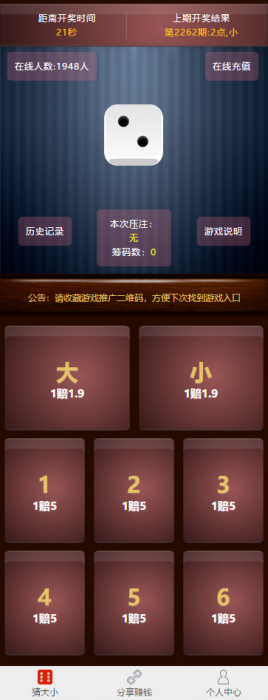 距离开奖时间
21秒
上期开奖结果
第2262期:2点,小
在线人数:1948人
在线充值
历史记录
本次压注:
无
筹码数: 0
游戏说明
公告: 请收藏游戏推广二维码, 方便下次找到游戏入口
大
1赔1.9
小
1赔1.9
1
1赔5
2
1赔5
3
1赔5
4
1赔5
5
1赔5
6
1赔5
猜大小
分享赚钱
个人中心